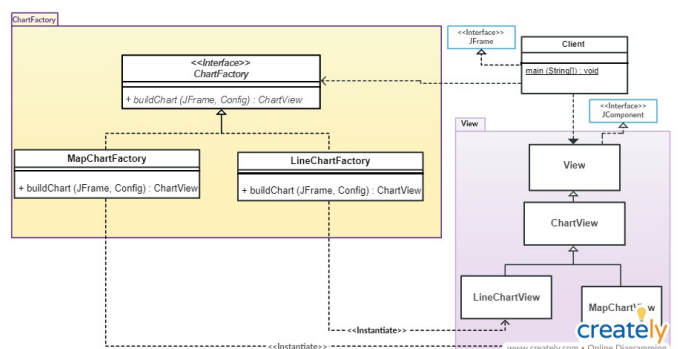 ChartFactory
<<Interface>>
ChartFactory
+ buildChart (JFrame, Config) : ChartView
MapChartFactory
+ buildChart (JFrame, Config) : ChartView
LineChartFactory
+ buildChart (JFrame, Config) : ChartView
<<Interface>>
JFrame
Client
main (String[]) : void
<<Interface>>
JComponent
View
View
ChartView
LineChartView
MapChartView
<<Instantiate>>
<<Instantiate>>
creately
www.creately.com • Online Diagramming